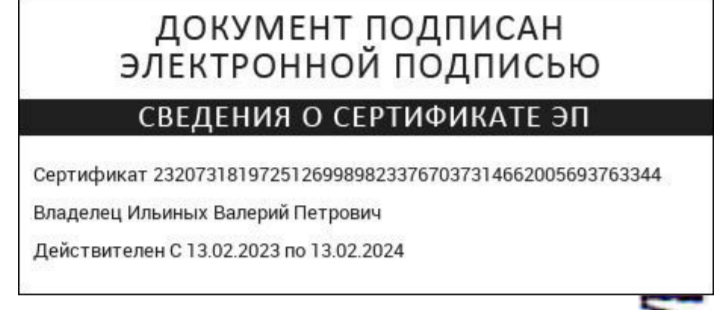 ДОКУМЕНТ ПОДПИСАН
ЭЛЕКТРОННОЙ ПОДПИСЬЮ
СВЕДЕНИЯ О СЕРТИФИКАТЕ ЭП
Сертификат 232073181972512699898233767037314662005693763344
Владелец Ильиных Валерий Петрович
Действителен С 13.02.2023 по 13.02.2024